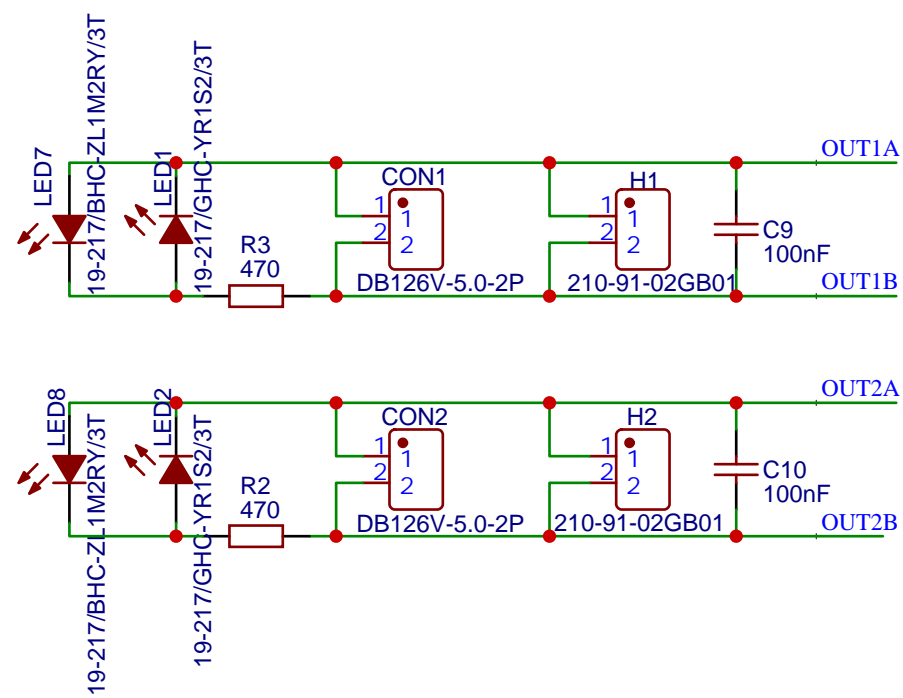 LED7
19-217/BHC-ZL1M2RY/3T
LED1
19-217/GHC-YR1S2/3T
R3
470
CON1
1
2
1
2
DB126V-5.0-2P
H1
1
2
1
2
210-91-02GB01
C9
100nF
OUT1A
OUT1B
LED8
19-217/BHC-ZL1M2RY/3T
LED2
19-217/GHC-YR1S2/3T
R2
470
CON2
1
2
1
2
DB126V-5.0-2P
H2
1
2
1
2
210-91-02GB01
C10
100nF
OUT2A
OUT2B